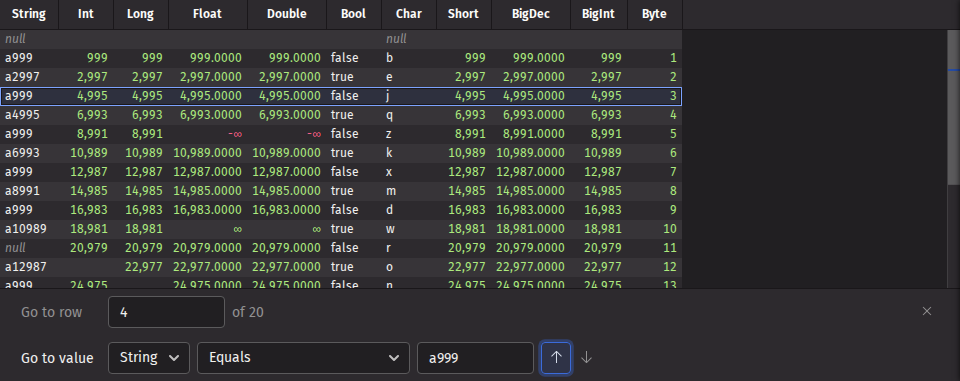 String Int Long Float Double Bool Char Short BigDec BigInt Byte
null null
a999 999 999 999.0000 999.0000 false b 999 999.0000 999 1
a2997 2,997 2,997 2,997.0000 2,997.0000 true e 2,997 2,997.0000 2,997 2
a999 4,995 4,995 4,995.0000 4,995.0000 false j 4,995 4,995.0000 4,995 3
a4995 6,993 6,993 6,993.0000 6,993.0000 true q 6,993 6,993.0000 6,993 4
a999 8,991 8,991 -∞ -∞ false z 8,991 8,991.0000 8,991 5
a6993 10,989 10,989 10,989.0000 10,989.0000 true k 10,989 10,989.0000 10,989 6
a999 12,987 12,987 12,987.0000 12,987.0000 false x 12,987 12,987.0000 12,987 7
a8991 14,985 14,985 14,985.0000 14,985.0000 true m 14,985 14,985.0000 14,985 8
a999 16,983 16,983 16,983.0000 16,983.0000 false d 16,983 16,983.0000 16,983 9
a10989 18,981 18,981 ∞ ∞ true w 18,981 18,981.0000 18,981 10
null 20,979 20,979 20,979.0000 20,979.0000 false r 20,979 20,979.0000 20,979 11
a12987 22,977 22,977.0000 22,977.0000 true o 22,977 22,977.0000 22,977 12
a999 24,975 24,975.0000 24,975.0000 false n 24,975 24,975.0000 24,975 13
Go to row 4 of 20
Go to value String Equals a999